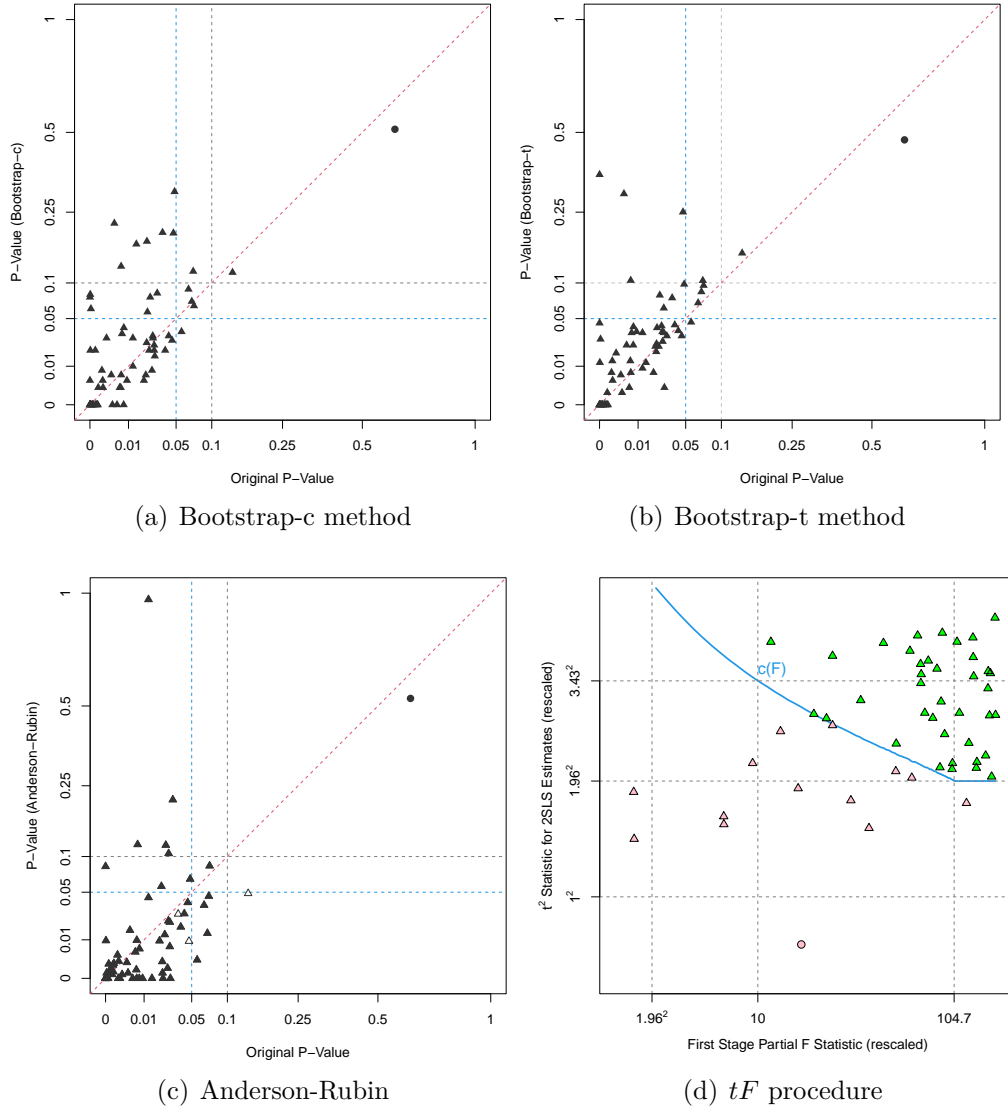 P−Value (Bootstrap−c)
1
0.5
0.25
0.1
0.05
0.01
0
0 0.01 0.05 0.1 0.25 0.5 1
Original P−Value
(a) Bootstrap-c method
P−Value (Bootstrap−t)
1
0.5
0.25
0.1
0.05
0.01
0
0 0.01 0.05 0.1 0.25 0.5 1
Original P−Value
(b) Bootstrap-t method
P−Value (Anderson−Rubin)
1
0.5
0.25
0.1
0.05
0.01
0
0 0.01 0.05 0.1 0.25 0.5 1
Original P−Value
(c) Anderson-Rubin
t² Statistic for 2SLS Estimates (rescaled)
3.43²
1.96²
1²
c(F)
1.96² 10 104.7
First Stage Partial F Statistic (rescaled)
(d) tF procedure